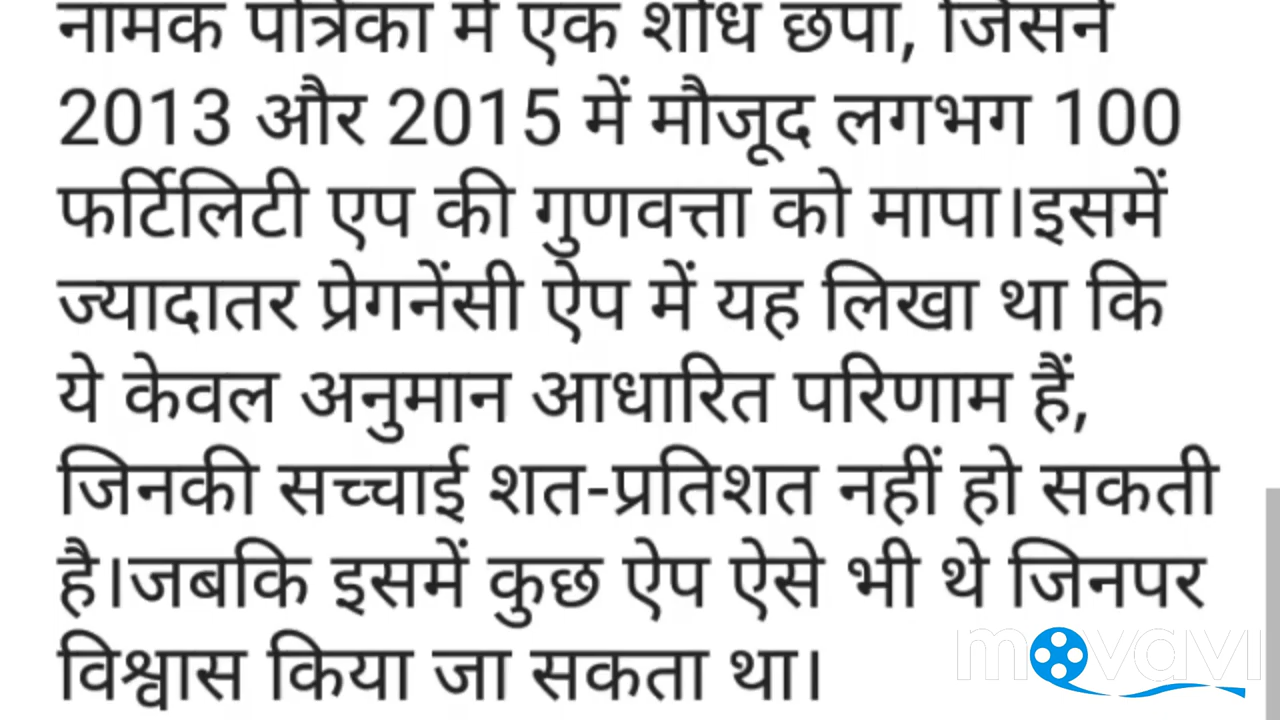 नामक पत्रिका में एक शोध छपा, जिसने
2013 और 2015 में मौजूद लगभग 100
फर्टिलिटी एप की गुणवत्ता को मापा।इसमें
ज्यादातर प्रेगनेंसी ऐप में यह लिखा था कि
ये केवल अनुमान आधारित परिणाम हैं,
जिनकी सच्चाई शत-प्रतिशत नहीं हो सकती
है।जबकि इसमें कुछ ऐप ऐसे भी थे जिनपर
विश्वास किया जा सकता था।
movavi